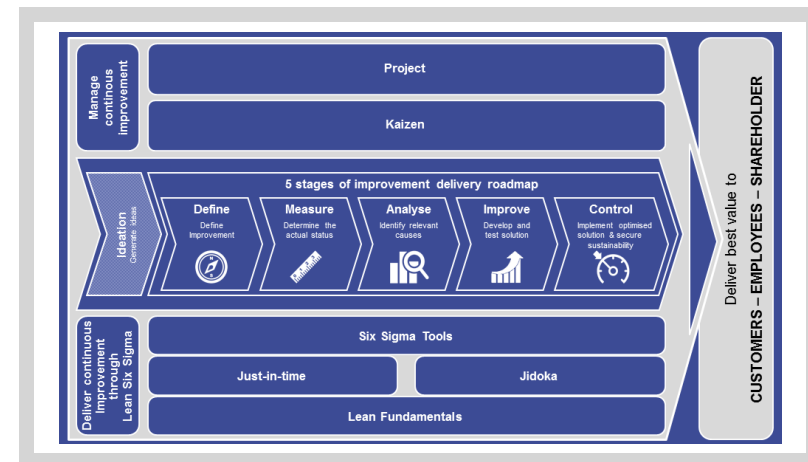 Manage
continous
improvement
Project
Kaizen
Ideation
Generate ideas
5 stages of improvement delivery roadmap
Define
Define
Improvement
Measure
Determine the
actual status
Analyse
Identify relevant
causes
Improve
Develop and
test solution
Control
Implement optimised
solution & secure
sustainability
Deliver continuous
Improvement
through
Lean Six Sigma
Six Sigma Tools
Just-in-time
Jidoka
Lean Fundamentals
Deliver best value to
CUSTOMERS – EMPLOYEES – SHAREHOLDER